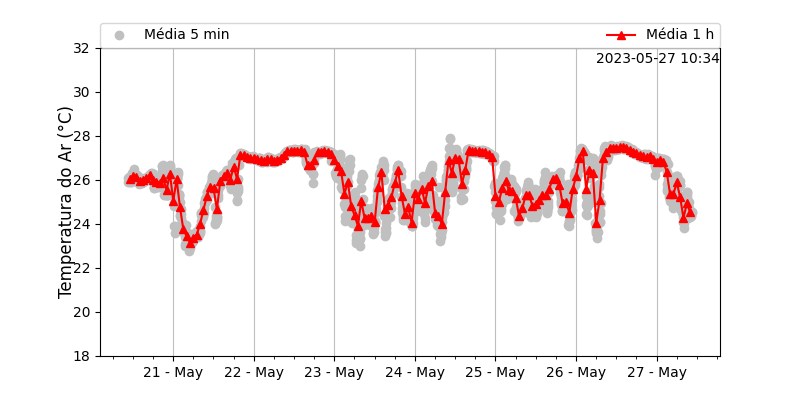 Média 5 min
Média 1 h
2023-05-27 10:34
Temperatura do Ar (°C)
32
30
28
26
24
22
20
18
21 - May
22 - May
23 - May
24 - May
25 - May
26 - May
27 - May